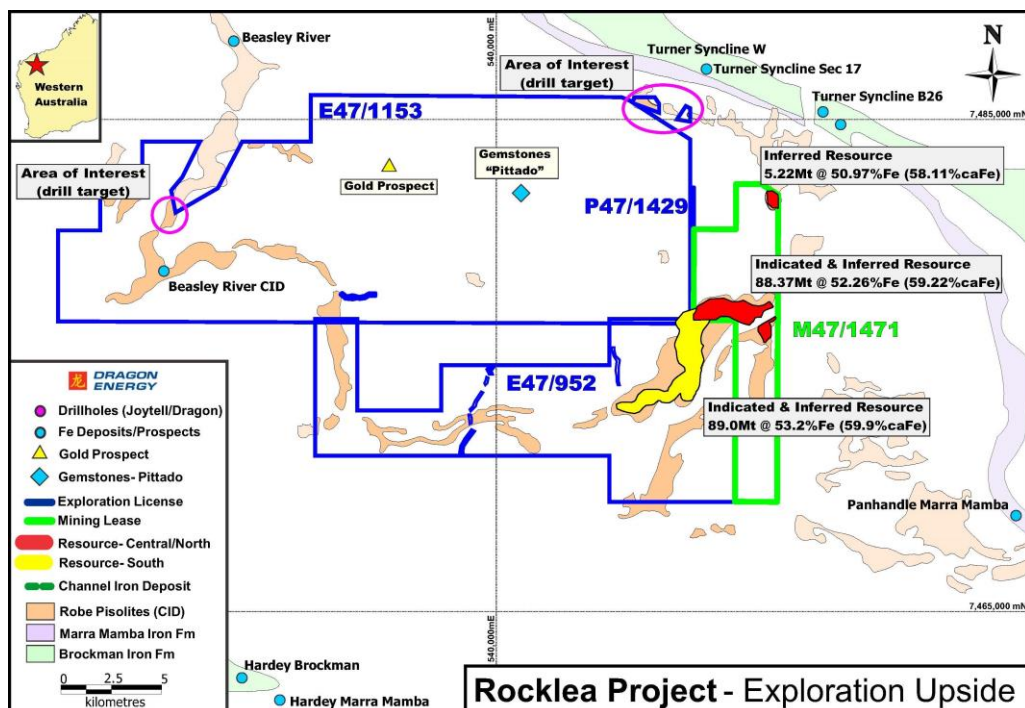 Western
Australia
Beasley River
540,000 mE
Turner Syncline W
Turner Syncline Sec 17
Turner Syncline B26
N
Area of Interest
(drill target)
E47/1153
7,485,000 mN
Area of Interest
(drill target)
Gold Prospect
Gemstones
"Pittado"
Inferred Resource
5.22Mt @ 50.97%Fe (58.11%caFe)
P47/1429
Beasley River CID
Indicated & Inferred Resource
88.37Mt @ 52.26%Fe (59.22%caFe)
M47/1471
E47/952
Indicated & Inferred Resource
89.0Mt @ 53.2%Fe (59.9%caFe)
Panhandle Marra Mamba
龙
DRAGON
ENERGY
Drillholes (Joytell/Dragon)
Fe Deposits/Prospects
Gold Prospect
Gemstones- Pittado
Exploration License
Mining Lease
Resource- Central/North
Resource- South
Channel Iron Deposit
Robe Pisolites (CID)
Marra Mamba Iron Fm
Brockman Iron Fm
0 2.5 5
kilometres
7,465,000 mN
540,000 mE
Hardey Brockman
Hardey Marra Mamba
Rocklea Project - Exploration Upside